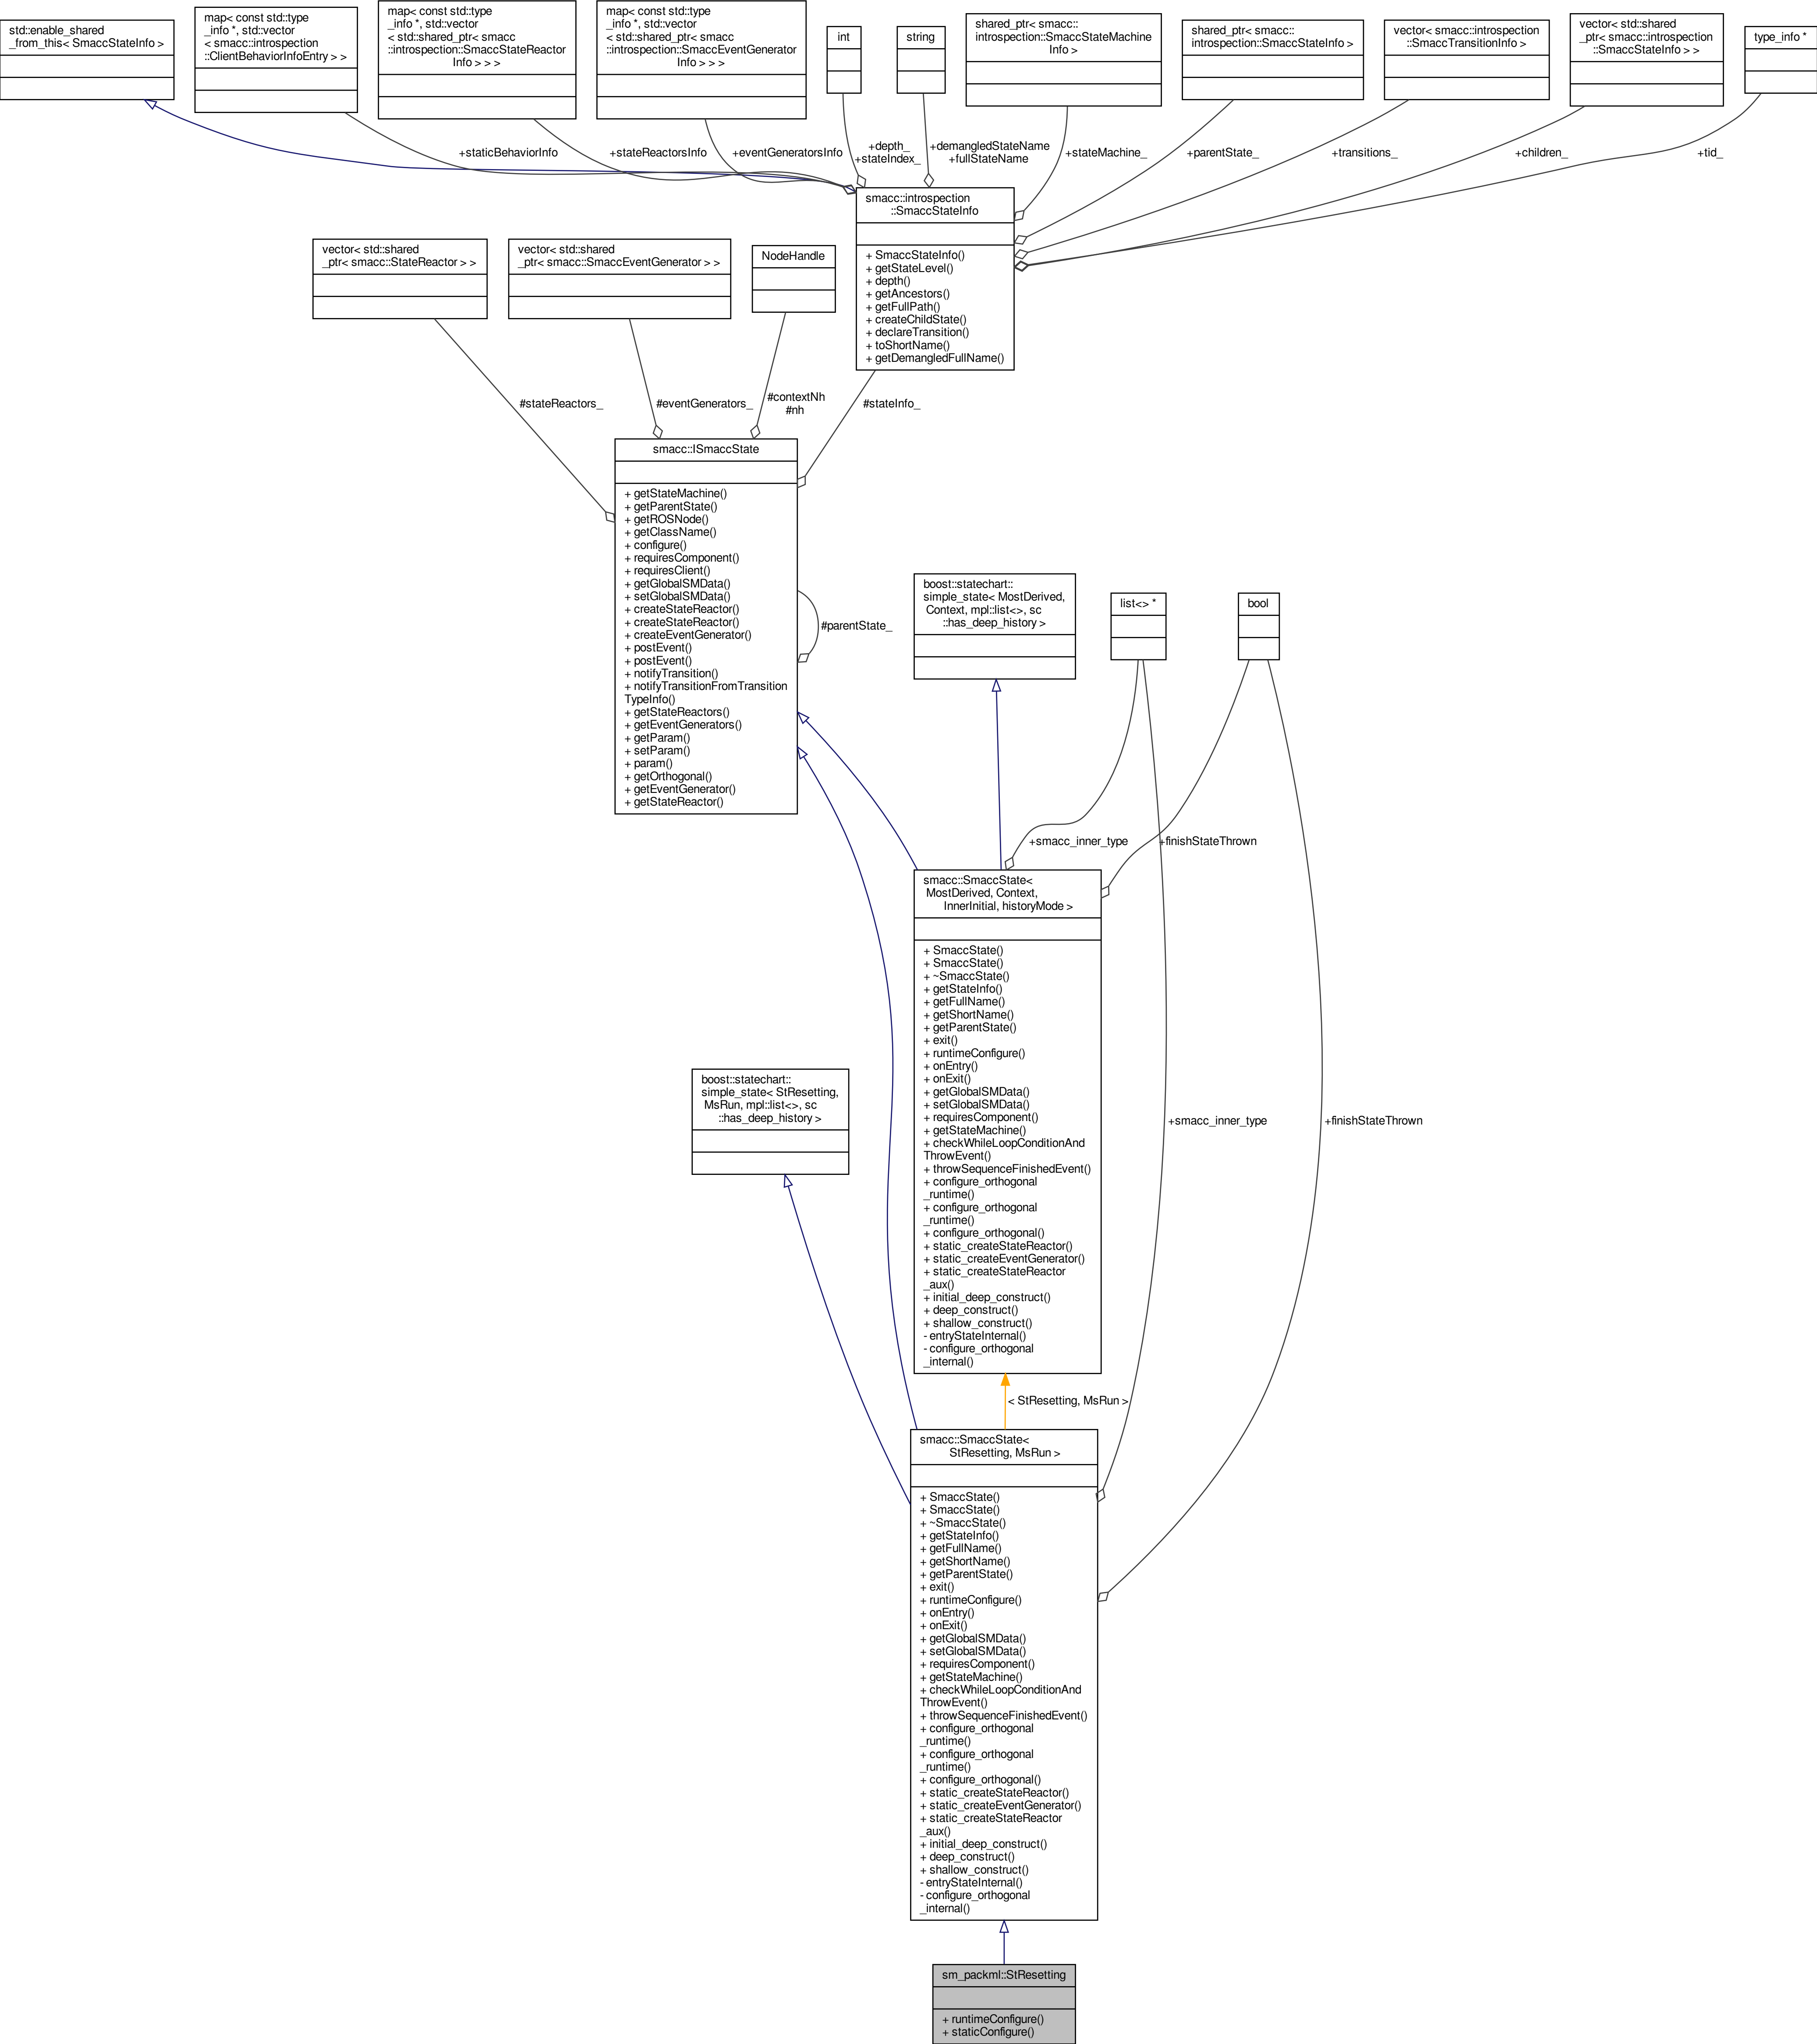 std::enable_shared
_from_this< SmaccStateInfo >
map< const std::type
_info *, std::vector
< smacc::introspection
::ClientBehaviorInfoEntry > >
map< const std::type
_info *, std::vector
< std::shared_ptr< smacc
::introspection::SmaccStateReactor
Info > > >
map< const std::type
_info *, std::vector
< std::shared_ptr< smacc
::introspection::SmaccEventGenerator
Info > > >
int
string
shared_ptr< smacc::
introspection::SmaccStateMachine
Info >
shared_ptr< smacc::
introspection::SmaccStateInfo >
vector< smacc::introspection
::SmaccTransitionInfo >
vector< std::shared
_ptr< smacc::introspection
::SmaccStateInfo > >
type_info *
+staticBehaviorInfo
+stateReactorsInfo
+eventGeneratorsInfo
+depth_
+stateIndex_
+demangledStateName
+fullStateName
+stateMachine_
+parentState_
+transitions_
+children_
+tid_
smacc::introspection
::SmaccStateInfo
+ SmaccStateInfo()
+ getStateLevel()
+ depth()
+ getAncestors()
+ getFullPath()
+ createChildState()
+ declareTransition()
+ toShortName()
+ getDemangledFullName()
vector< std::shared
_ptr< smacc::StateReactor > >
vector< std::shared
_ptr< smacc::SmaccEventGenerator > >
NodeHandle
#stateReactors_
#eventGenerators_
#contextNh
#nh
#stateInfo_
smacc::ISmaccState
+ getStateMachine()
+ getParentState()
+ getROSNode()
+ getClassName()
+ configure()
+ requiresComponent()
+ requiresClient()
+ getGlobalSMData()
+ setGlobalSMData()
+ createStateReactor()
+ createStateReactor()
+ createEventGenerator()
+ postEvent()
+ postEvent()
+ notifyTransition()
+ notifyTransitionFromTransition
TypeInfo()
+ getStateReactors()
+ getEventGenerators()
+ getParam()
+ setParam()
+ param()
+ getOrthogonal()
+ getEventGenerator()
+ getStateReactor()
#parentState_
boost::statechart::
simple_state< MostDerived,
Context, mpl::list<>, sc
::has_deep_history >
list<> *
bool
+smacc_inner_type
+finishStateThrown
smacc::SmaccState<
MostDerived, Context,
InnerInitial, historyMode >
+ SmaccState()
+ SmaccState()
+ ~SmaccState()
+ getStateInfo()
+ getFullName()
+ getShortName()
+ getParentState()
+ exit()
+ runtimeConfigure()
+ onEntry()
+ onExit()
+ getGlobalSMData()
+ setGlobalSMData()
+ requiresComponent()
+ getStateMachine()
+ checkWhileLoopConditionAnd
ThrowEvent()
+ throwSequenceFinishedEvent()
+ configure_orthogonal
_runtime()
+ configure_orthogonal
_runtime()
+ configure_orthogonal()
+ static_createStateReactor()
+ static_createEventGenerator()
+ static_createStateReactor
_aux()
+ initial_deep_construct()
+ deep_construct()
+ shallow_construct()
- entryStateInternal()
- configure_orthogonal
_internal()
boost::statechart::
simple_state< StResetting,
MsRun, mpl::list<>, sc
::has_deep_history >
+smacc_inner_type
+finishStateThrown
< StResetting, MsRun >
smacc::SmaccState<
StResetting, MsRun >
+ SmaccState()
+ SmaccState()
+ ~SmaccState()
+ getStateInfo()
+ getFullName()
+ getShortName()
+ getParentState()
+ exit()
+ runtimeConfigure()
+ onEntry()
+ onExit()
+ getGlobalSMData()
+ setGlobalSMData()
+ requiresComponent()
+ getStateMachine()
+ checkWhileLoopConditionAnd
ThrowEvent()
+ throwSequenceFinishedEvent()
+ configure_orthogonal
_runtime()
+ configure_orthogonal
_runtime()
+ configure_orthogonal()
+ static_createStateReactor()
+ static_createEventGenerator()
+ static_createStateReactor
_aux()
+ initial_deep_construct()
+ deep_construct()
+ shallow_construct()
- entryStateInternal()
- configure_orthogonal
_internal()
sm_packml::StResetting
+ runtimeConfigure()
+ staticConfigure()